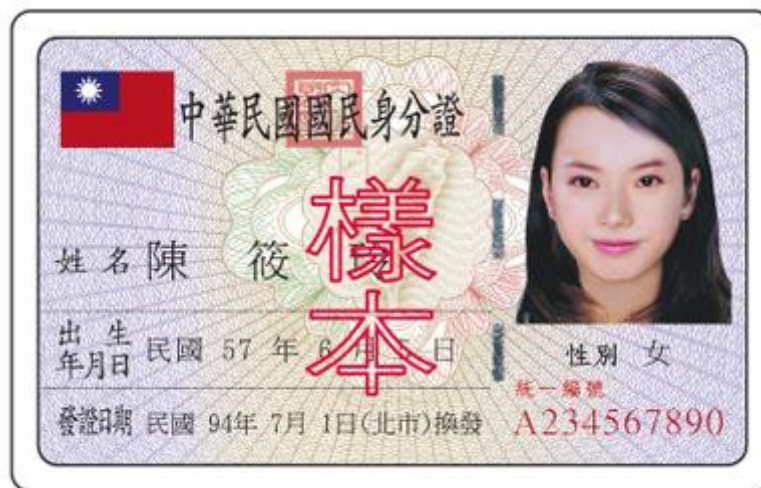 中華民國國民身分證
樣本
姓名 陳 筱
出生年月日 民國 57 年 6 月 5 日
性別 女
發證日期 民國 94年 7月 1日(北市)換發
統一編號
A234567890